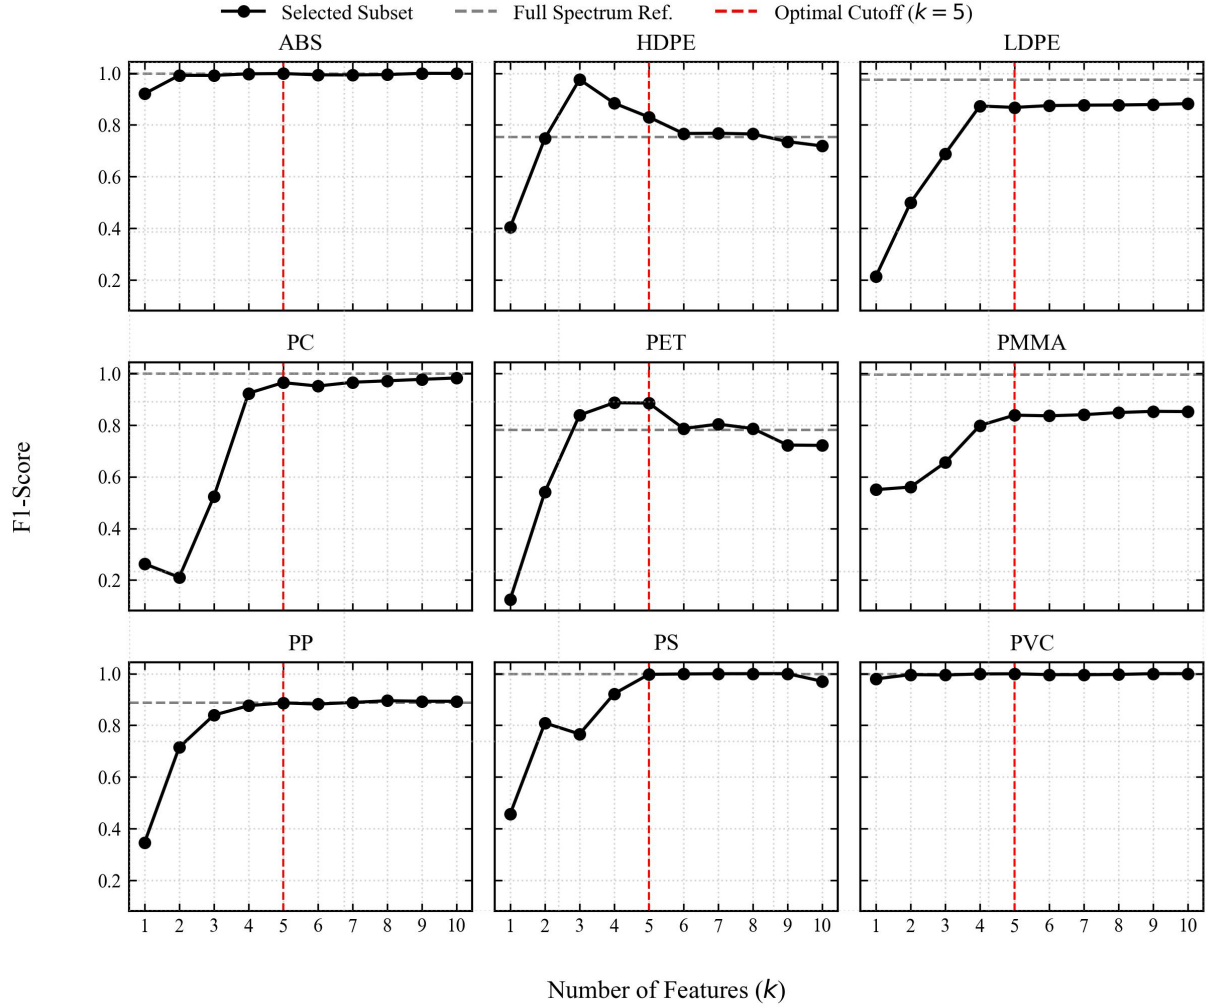 Selected Subset Full Spectrum Ref. Optimal Cutoff (k = 5)
ABS HDPE LDPE
1.0
0.8
0.6
0.4
0.2
PC PET PMMA
1.0
0.8
0.6
0.4
0.2
F1-Score
PP PS PVC
1.0
0.8
0.6
0.4
0.2
1 2 3 4 5 6 7 8 9 10 1 2 3 4 5 6 7 8 9 10 1 2 3 4 5 6 7 8 9 10
Number of Features (k)